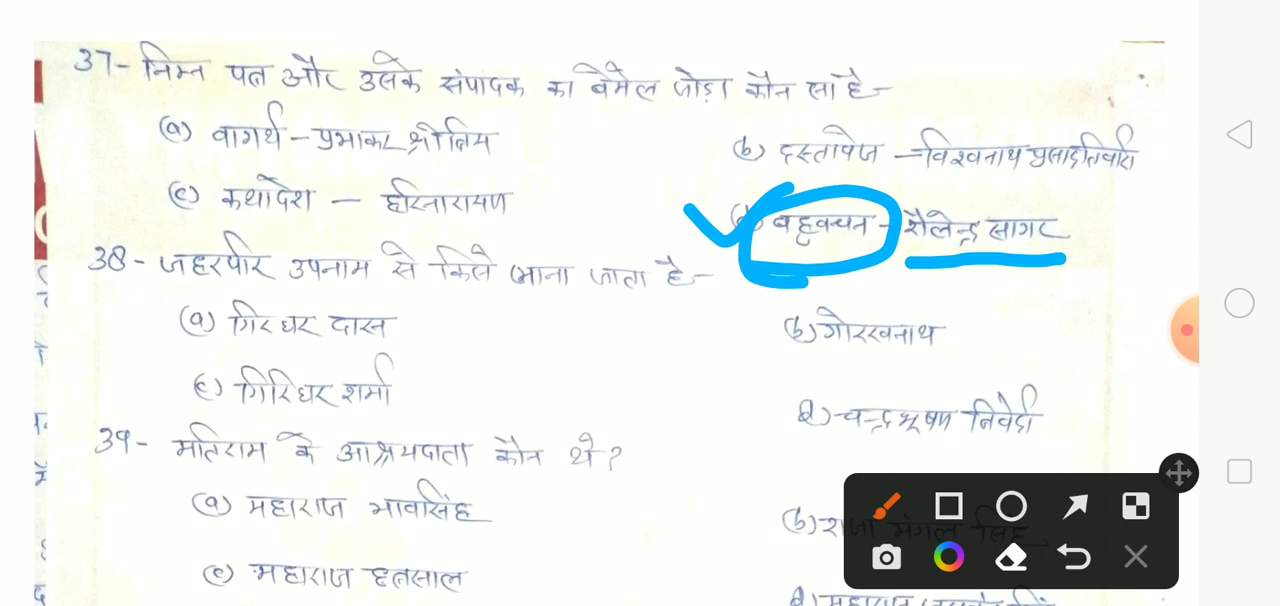 37- निम्न पत्र और उसके संपादक का बेमेल जोड़ा कौन सा है-
(a) वागर्थ - प्रभाकर श्रोत्रिय
(b) दस्तावेज - विश्वनाथ प्रसाद तिवारी
(c) कथादेश - हरिनारायण
(d) बहुवचन - शैलेन्द्र सागर
38- जहरपीर उपनाम से किसे जाना जाता है-
(a) गिरधर दास
(b) गोरखनाथ
(c) गिरिधर शर्मा
(d) चन्द्रभूषण त्रिवेदी
39- मतिराम के आश्रयदाता कौन थे?
(a) महाराज भावसिंह
(b) राजा मंगल सिंह
(c) महाराज छत्रसाल